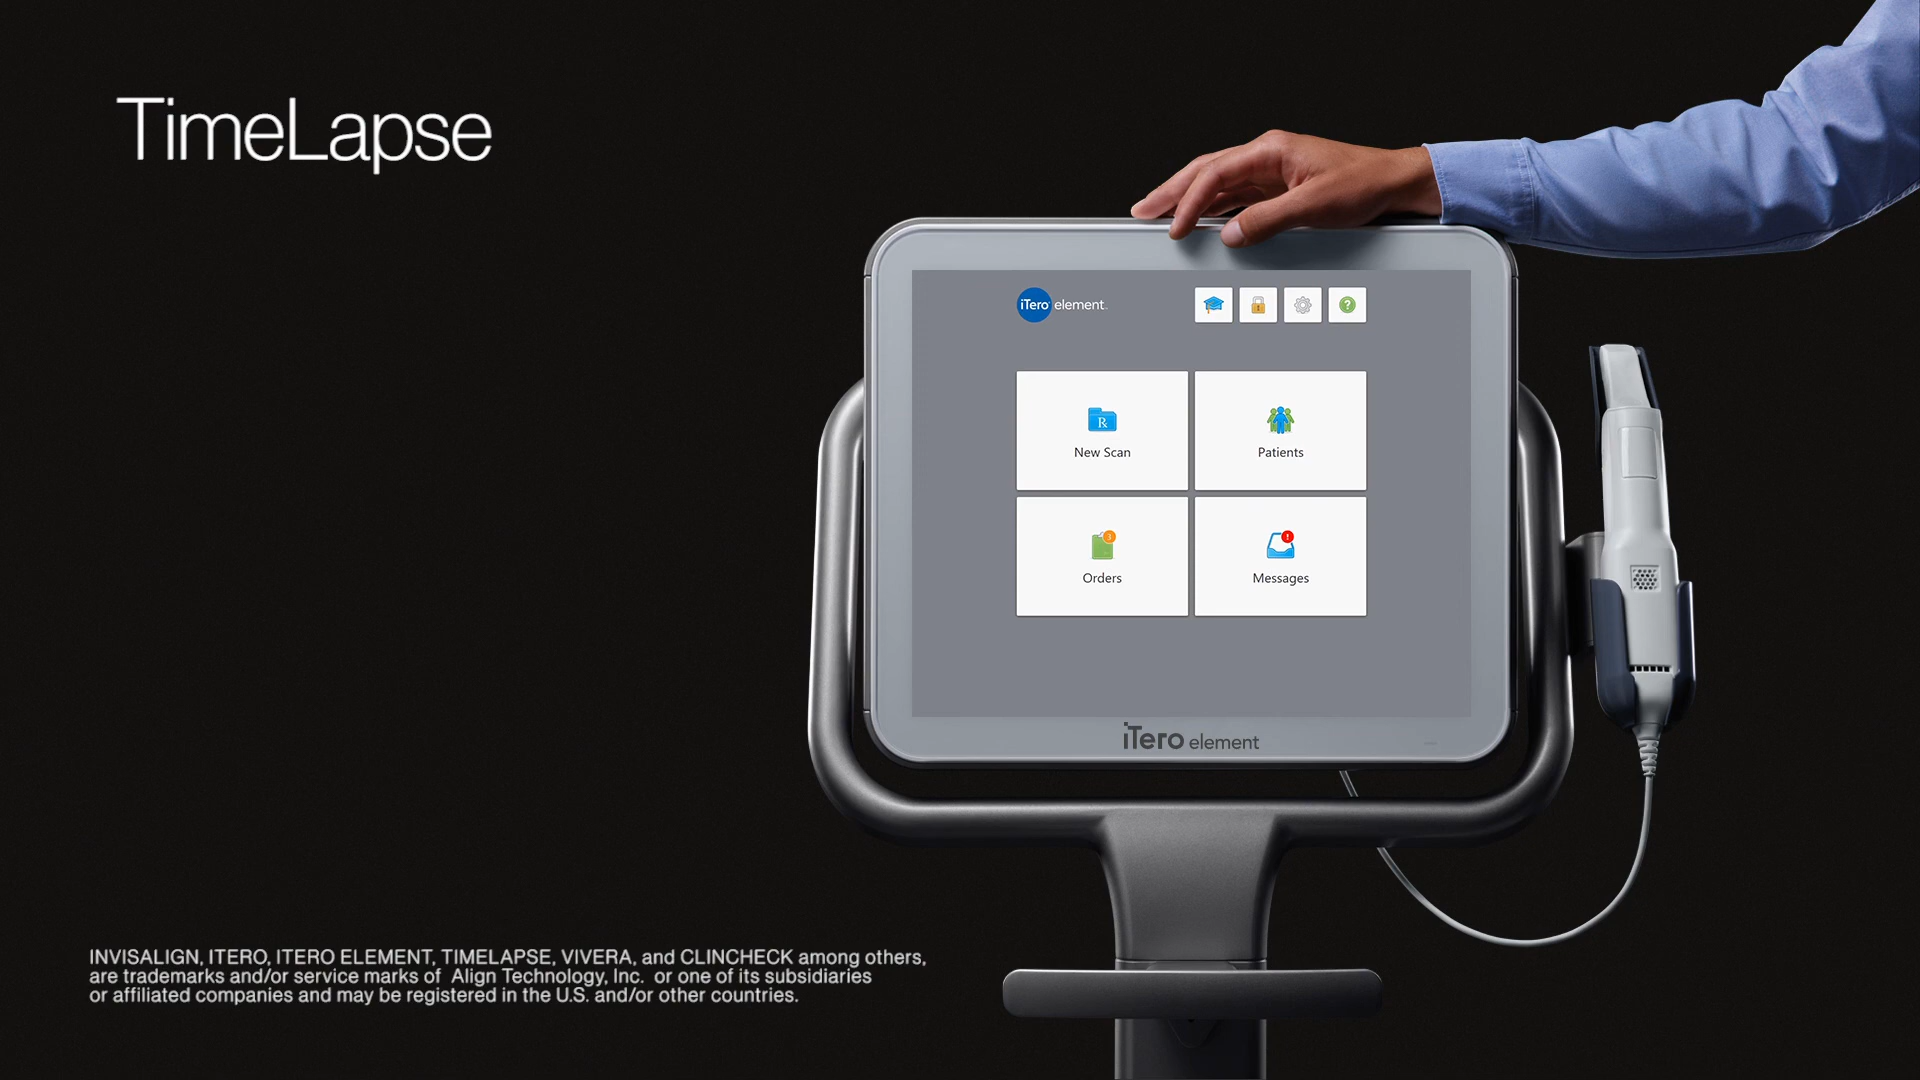 TimeLapse
iTero element
?
R
New Scan
Patients
3
!
Orders
Messages
iTero element
INVISALIGN, ITERO, ITERO ELEMENT, TIMELAPSE, VIVERA, and CLINCHECK among others,
are trademarks and/or service marks of Align Technology, Inc. or one of its subsidiaries
or affiliated companies and may be registered in the U.S. and/or other countries.